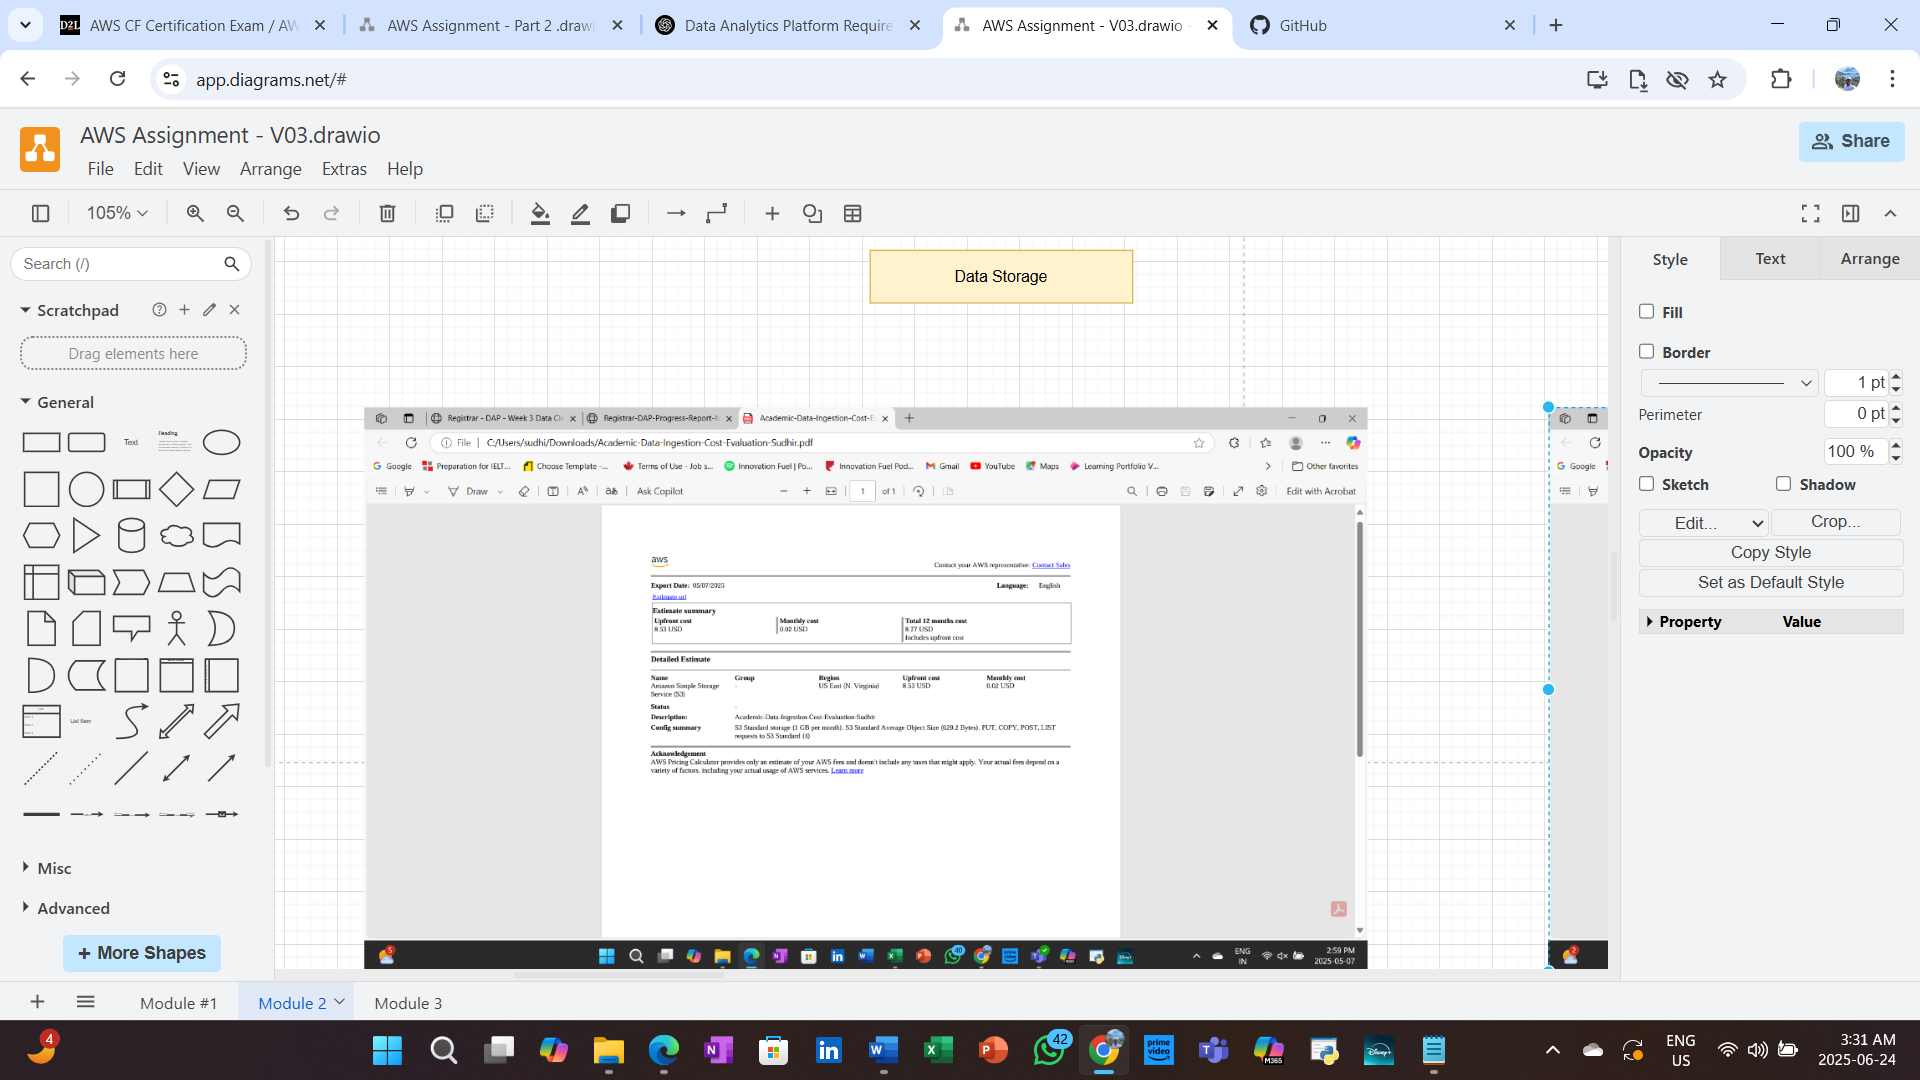 AWS CF Certification Exam / AW
AWS Assignment - Part 2 .drawi
Data Analytics Platform Require
AWS Assignment - V03.drawio -
GitHub
app.diagrams.net/#
AWS Assignment - V03.drawio
Share
File Edit View Arrange Extras Help
105%
Search (/)
Scratchpad
Drag elements here
General
Text
Heading
List Item
Misc
Advanced
+ More Shapes
Data Storage
Registrar - DAP - Week 3 Data Cle
Registrar-DAP-Progress-Report-M
Academic-Data-Ingestion-Cost-E
File | C:/Users/sudhi/Downloads/Academic-Data-Ingestion-Cost-Evaluation-Sudhir.pdf
Google
Preparation for IELT...
Choose Template -...
Terms of Use - Job s...
Innovation Fuel | Po...
Innovation Fuel Pod...
Gmail
YouTube
Maps
Learning Portfolio V...
Other favorites
Draw
Ask Copilot
1 of 1
Edit with Acrobat
aws
Contact your AWS representative: Contact Sales
Export Date: 05/07/2025
Language: English
Estimate url
Estimate summary
Upfront cost Monthly cost Total 12 months cost
8.53 USD 0.02 USD 8.77 USD
Includes upfront cost
Detailed Estimate
Name Group Region Upfront cost Monthly cost
Amazon Simple Storage - US East (N. Virginia) 8.53 USD 0.02 USD
Service (S3)
Status -
Description: Academic-Data-Ingestion-Cost-Evaluation-Sudhir
Config summary S3 Standard storage (1 GB per month), S3 Standard Average Object Size (629.2 Bytes), PUT, COPY, POST, LIST
requests to S3 Standard (4)
Acknowledgement
AWS Pricing Calculator provides only an estimate of your AWS fees and doesn't include any taxes that might apply. Your actual fees depend on a
variety of factors, including your actual usage of AWS services. Learn more
5
40
ENG
IN
2:59 PM
2025-05-07
Google
2
Style Text Arrange
Fill
Border
1 pt
Perimeter 0 pt
Opacity 100 %
Sketch Shadow
Edit... Crop...
Copy Style
Set as Default Style
Property Value
Module #1 Module 2 Module 3
4
42
prime video
M365
Disney+
ENG
US
3:31 AM
2025-06-24